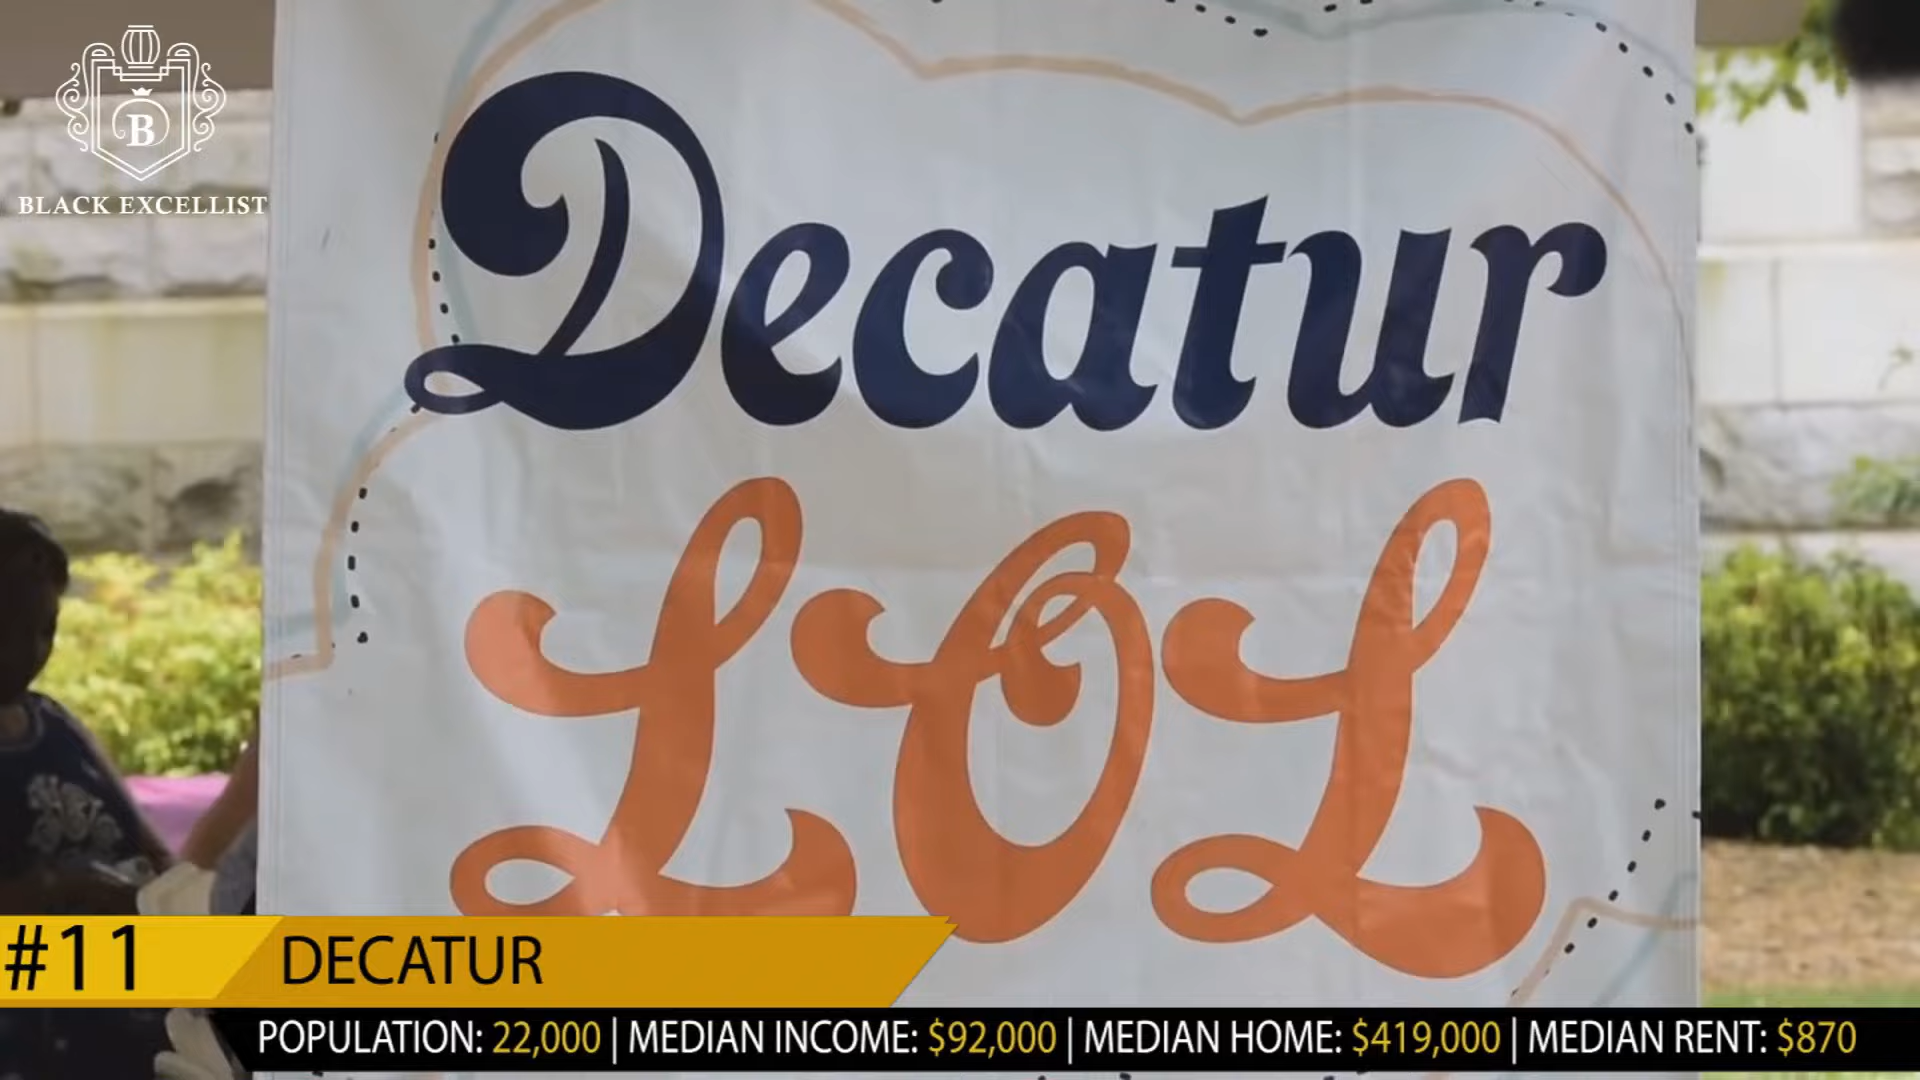 B
BLACK EXCELLIST
Decatur
LOL
#11 DECATUR
POPULATION: 22,000 | MEDIAN INCOME: $92,000 | MEDIAN HOME: $419,000 | MEDIAN RENT: $870